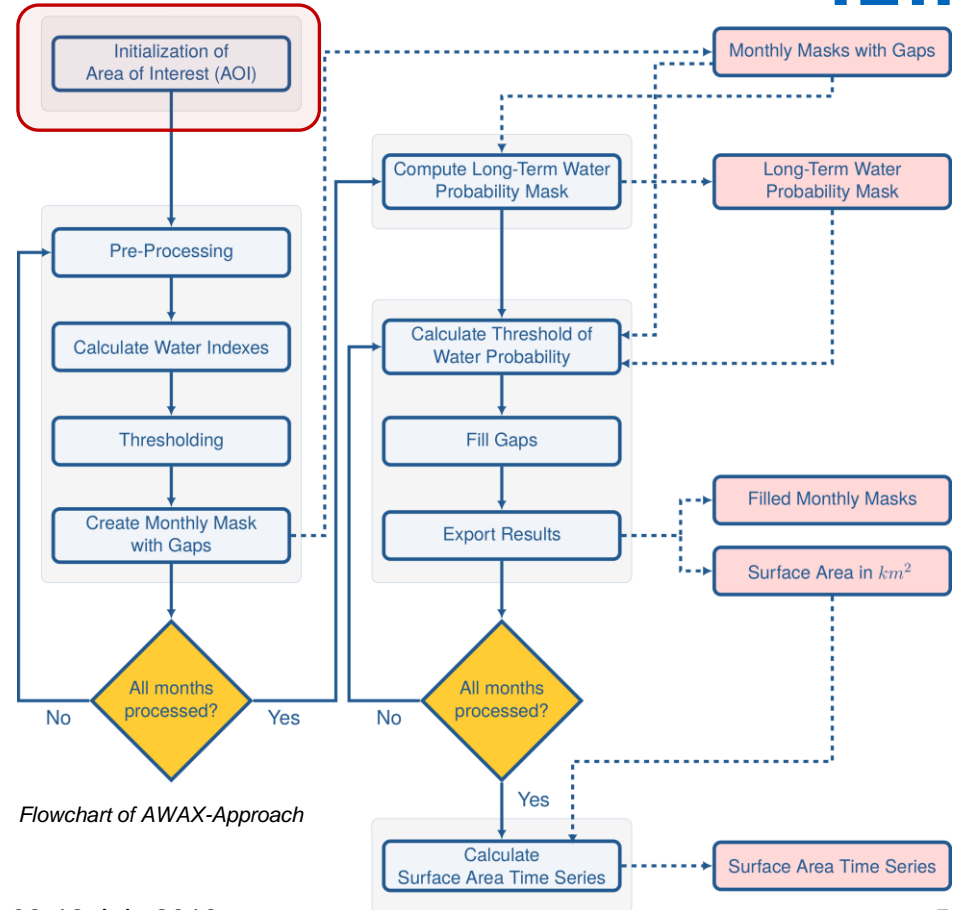 Initialization of
Area of Interest (AOI)
Monthly Masks with Gaps
Compute Long-Term Water
Probability Mask
Long-Term Water
Probability Mask
Pre-Processing
Calculate Water Indexes
Thresholding
Create Monthly Mask
with Gaps
Calculate Threshold of
Water Probability
Fill Gaps
Export Results
Filled Monthly Masks
Surface Area in km²
All months
processed?
No
Yes
All months
processed?
No
Yes
Flowchart of AWAX-Approach
Calculate
Surface Area Time Series
Surface Area Time Series